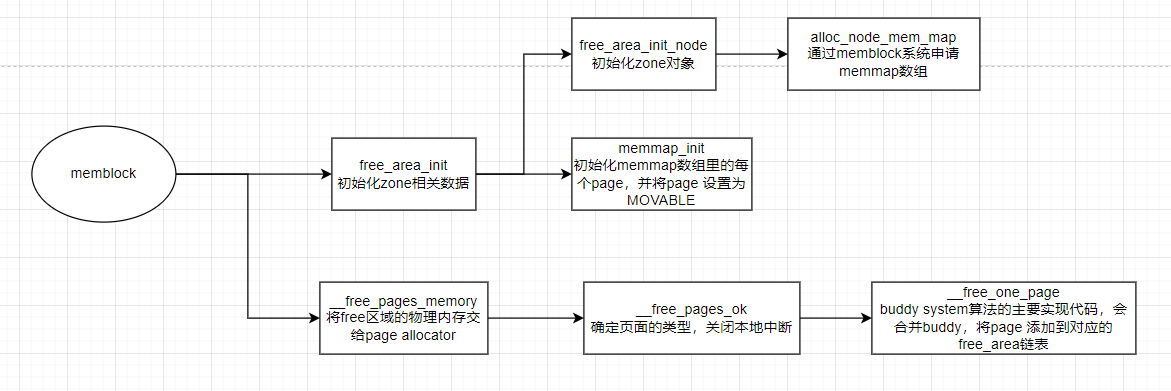 free_area_init_node
初始化zone对象
alloc_node_mem_map
通过memblock系统申请
memmap数组
memblock
free_area_init
初始化zone相关数据
memmap_init
初始化memmap数组里的每
个page，并将page 设置为
MOVABLE
__free_pages_memory
将free区域的物理内存交
给page allocator
__free_pages_ok
确定页面的类型，关闭本地中断
__free_one_page
buddy system算法的主要实现代码，会
合并buddy，将page 添加到对应的
free_area链表